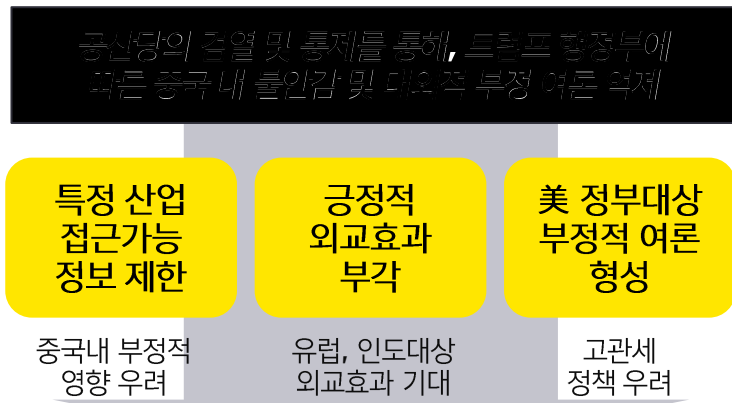 공산당의 검열 및 통제를 통해, 트럼프 행정부에
따른 중국 내 불안감 및 대외적 부정 여론 억제
특정 산업
접근가능
정보 제한
긍정적
외교효과
부각
美 정부대상
부정적 여론
형성
중국내 부정적
영향 우려
유럽, 인도대상
외교효과 기대
고관세
정책 우려